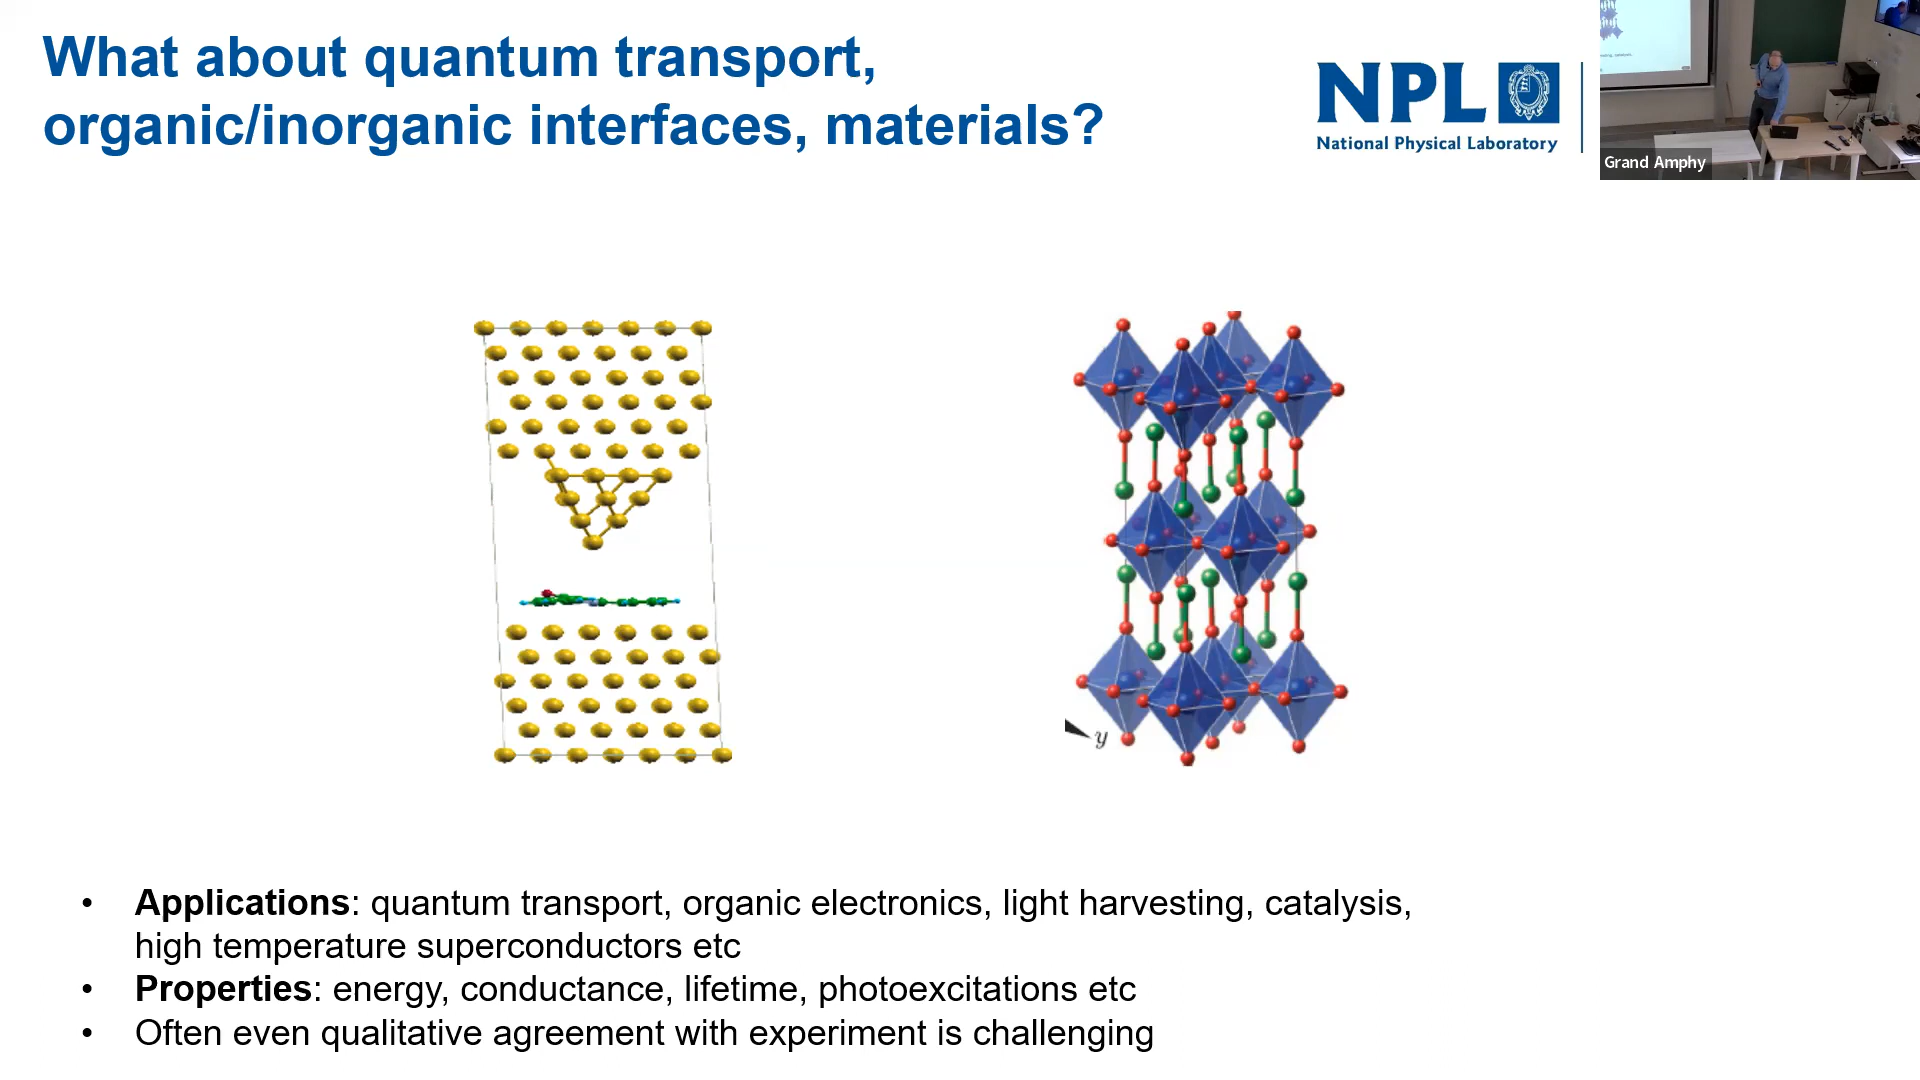 What about quantum transport,
organic/inorganic interfaces, materials?
NPL
National Physical Laboratory
Grand Amphy
y
• Applications: quantum transport, organic electronics, light harvesting, catalysis,
high temperature superconductors etc
• Properties: energy, conductance, lifetime, photoexcitations etc
• Often even qualitative agreement with experiment is challenging